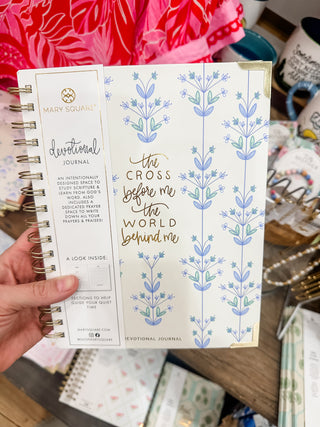 MARY SQUARE
devotional
JOURNAL
AN INTENTIONALLY
DESIGNED SPACE TO
STUDY SCRIPTURE &
LEARN FROM GOD'S
WORD. ALSO
INCLUDES A
DEDICATED PRAYER
SPACE TO WRITE
DOWN ALL YOUR
PRAYERS & PRAISES!
A LOOK INSIDE:
SECTIONS TO HELP
GUIDE YOUR QUIET
TIME
the
CROSS
before me
the
WORLD
behind me
DEVOTIONAL JOURNAL